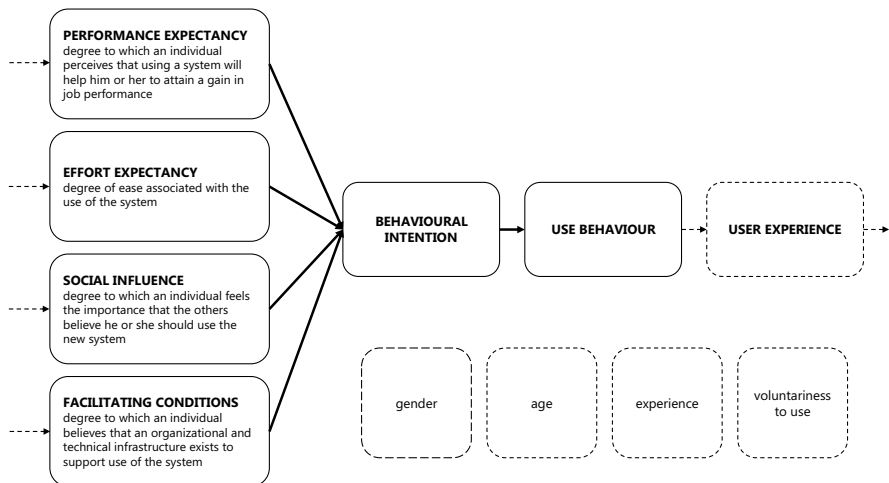 PERFORMANCE EXPECTANCY
degree to which an individual
perceives that using a system will
help him or her to attain a gain in
job performance
EFFORT EXPECTANCY
degree of ease associated with the
use of the system
SOCIAL INFLUENCE
degree to which an individual feels
the importance that the others
believe he or she should use the
new system
FACILITATING CONDITIONS
degree to which an individual
believes that an organizational and
technical infrastructure exists to
support use of the system
BEHAVIOURAL
INTENTION
USE BEHAVIOUR
USER EXPERIENCE
gender
age
experience
voluntariness
to use